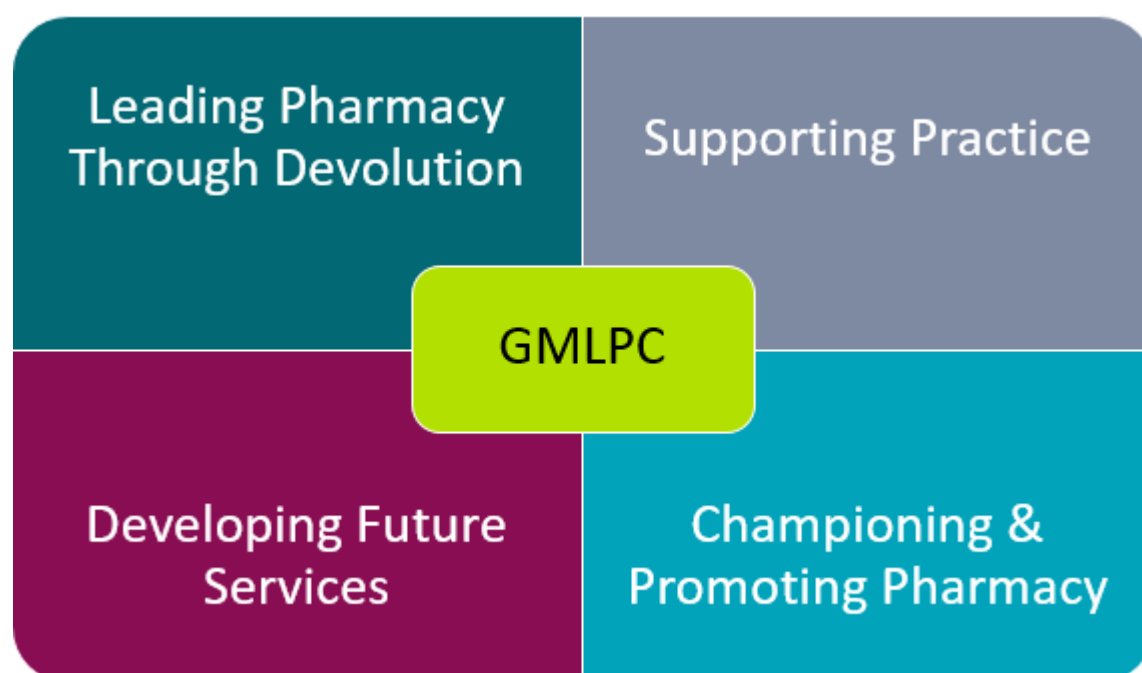 Leading Pharmacy
Through Devolution
Supporting Practice
GMLPC
Developing Future
Services
Championing &
Promoting Pharmacy